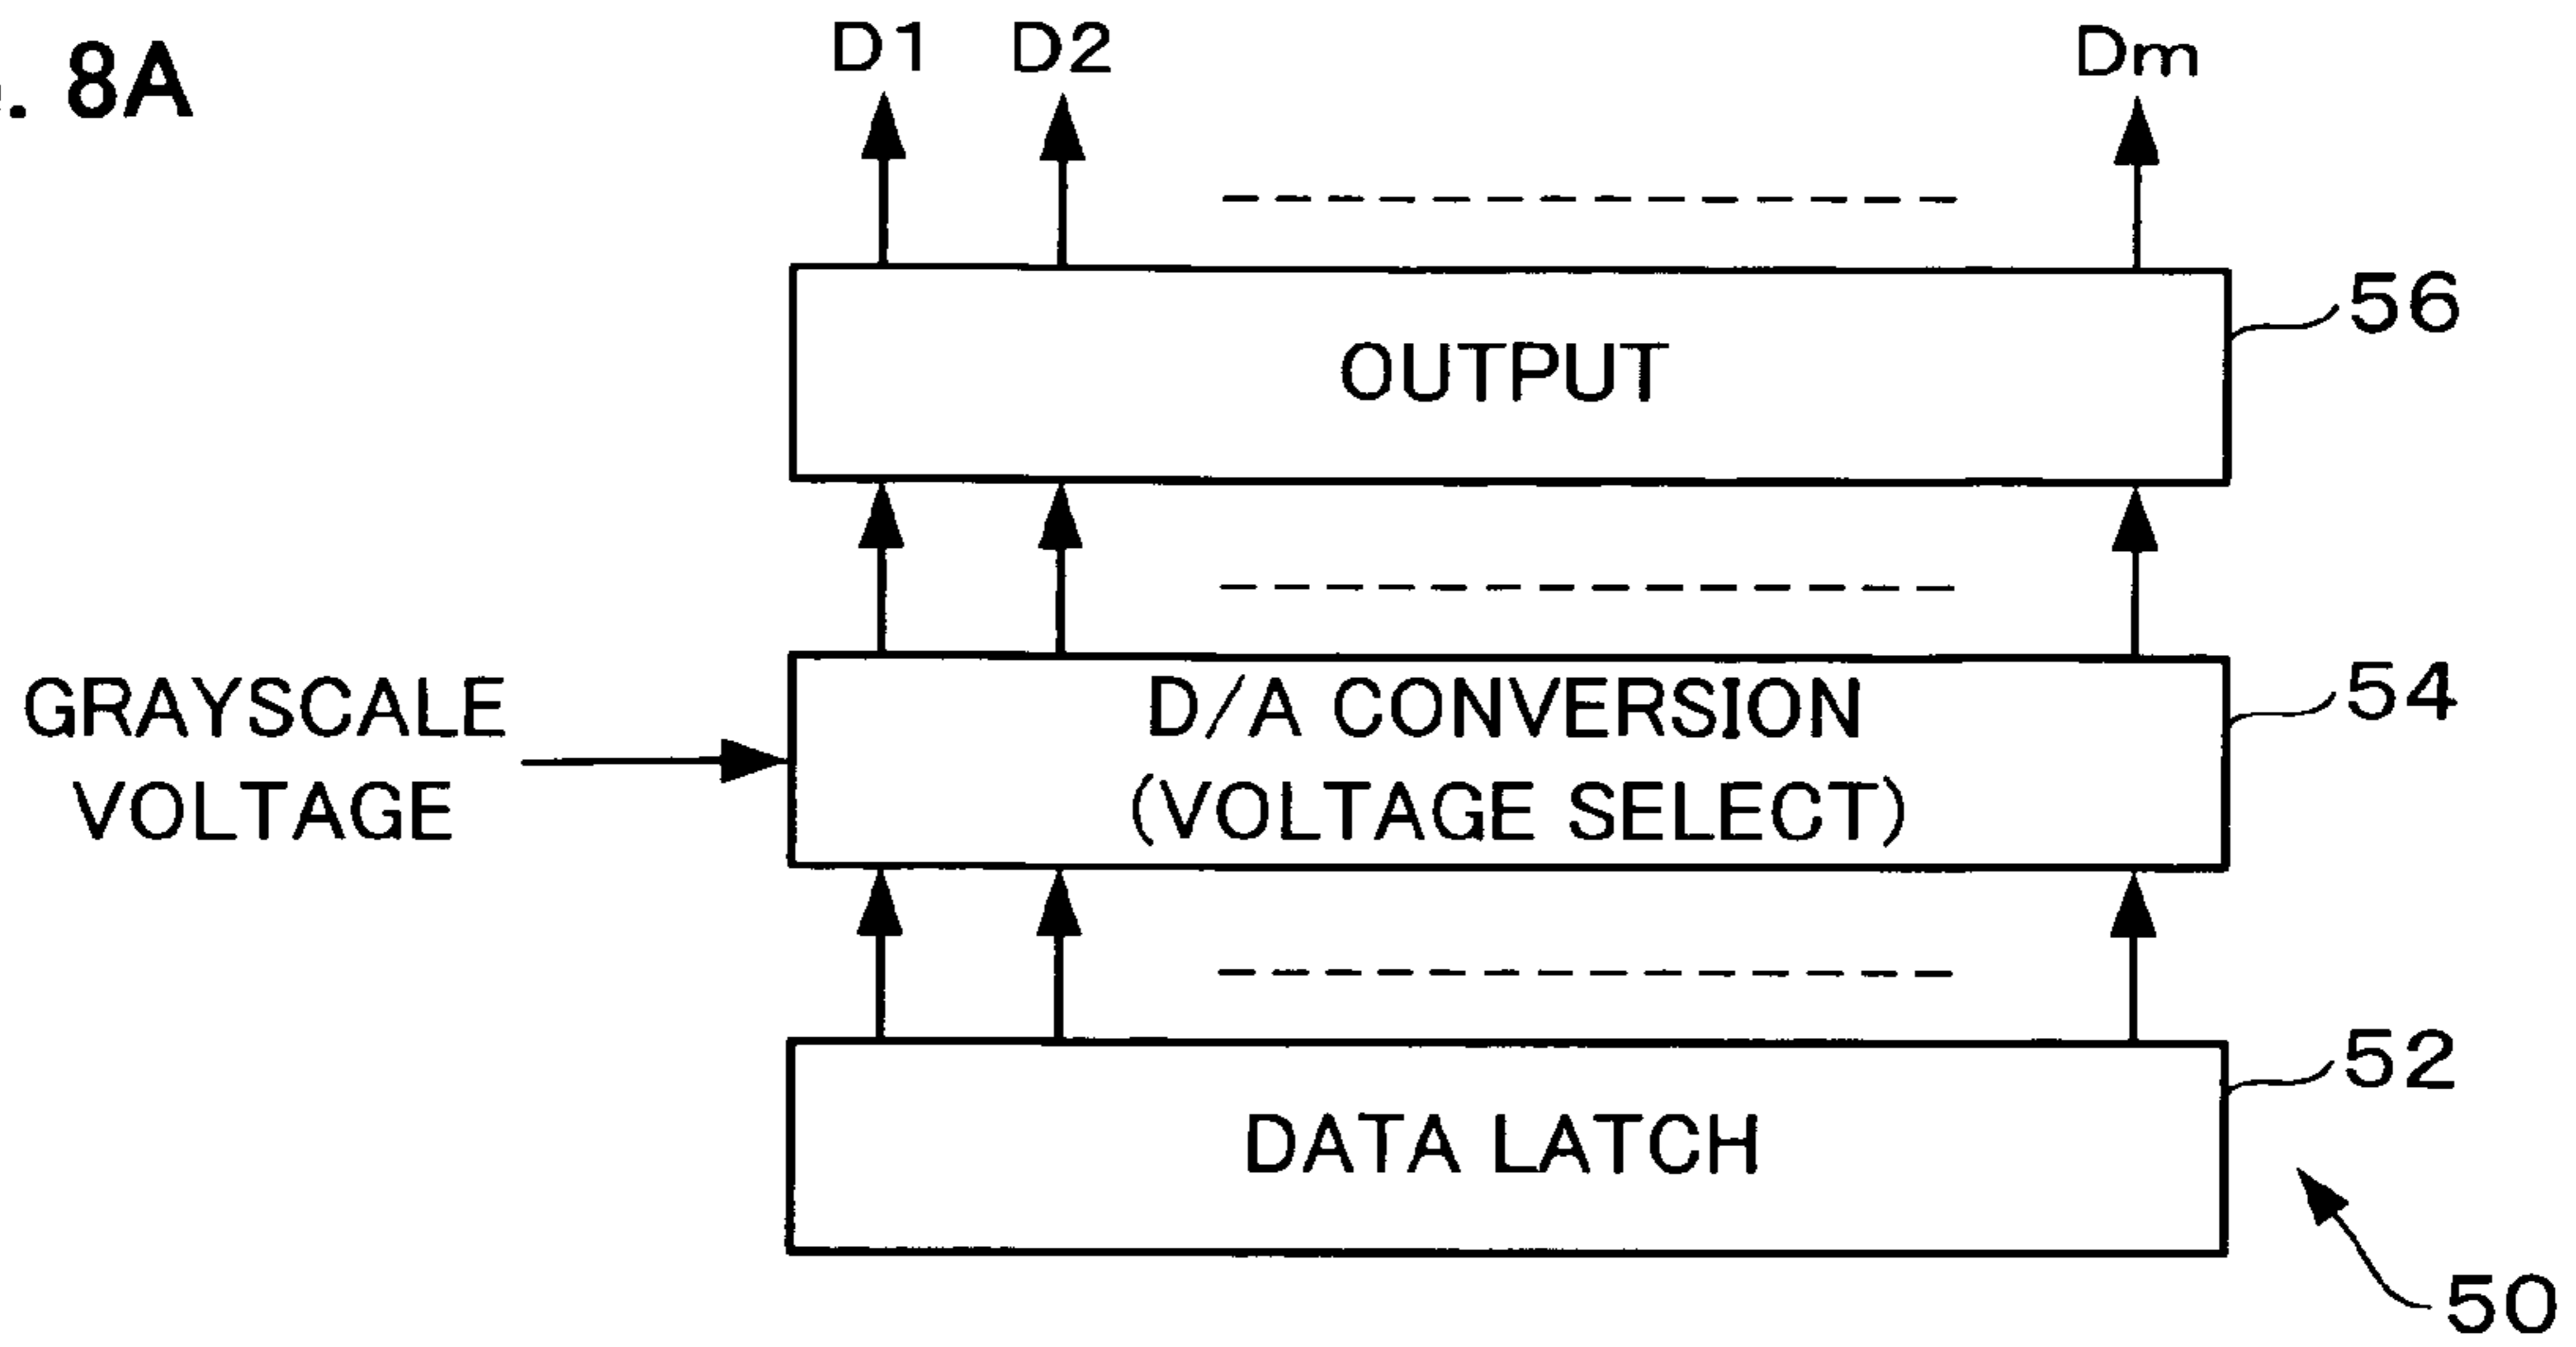 . 8A
D1 D2 Dm
OUTPUT
56
GRAYSCALE
VOLTAGE
D/A CONVERSION
(VOLTAGE SELECT)
54
DATA LATCH
52
50